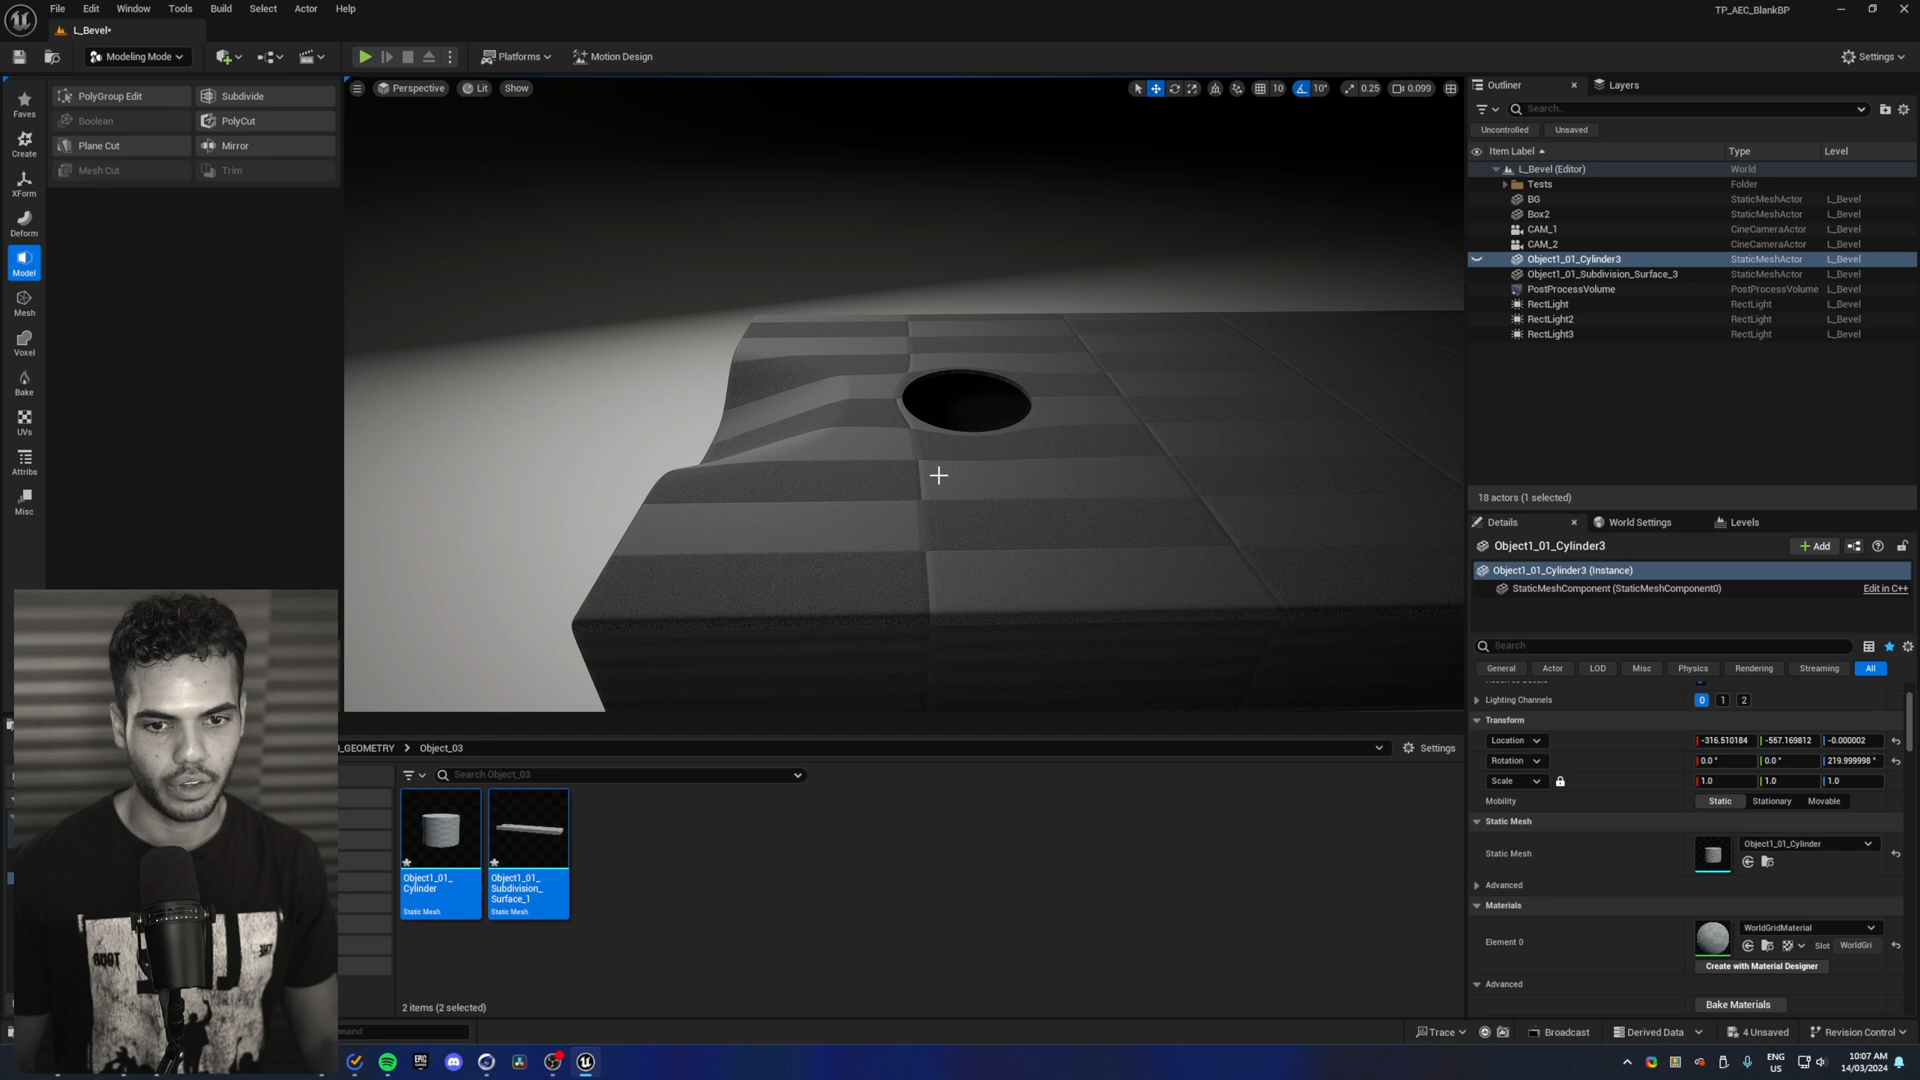 File Edit Window Tools Build Select Actor Help
TP_AEC_BlankBP
L_Bevel•
Modeling Mode
Platforms
Motion Design
Settings
Faves
Create
XForm
Deform
Model
Mesh
Voxel
Bake
UVs
Attribs
Misc
PolyGroup Edit
Subdivide
Boolean
PolyCut
Plane Cut
Mirror
Mesh Cut
Trim
Perspective
Lit
Show
10
10°
0.25
0.099
Outliner
Layers
Search...
Uncontrolled
Unsaved
Item Label Type Level
L_Bevel (Editor) World
Tests Folder
BG StaticMeshActor L_Bevel
Box2 StaticMeshActor L_Bevel
CAM_1 CineCameraActor L_Bevel
CAM_2 CineCameraActor L_Bevel
Object1_01_Cylinder3 StaticMeshActor L_Bevel
Object1_01_Subdivision_Surface_3 StaticMeshActor L_Bevel
PostProcessVolume PostProcessVolume L_Bevel
RectLight RectLight L_Bevel
RectLight2 RectLight L_Bevel
RectLight3 RectLight L_Bevel
18 actors (1 selected)
Details
World Settings
Levels
Object1_01_Cylinder3
Add
Object1_01_Cylinder3 (Instance)
StaticMeshComponent (StaticMeshComponent0)
Edit in C++
Search
General Actor LOD Misc Physics Rendering Streaming All
Lighting Channels 0 1 2
Transform
Location -316.510184 -557.169812 -0.000002
Rotation 0.0 ° 0.0 ° 219.999998 °
Scale 1.0 1.0 1.0
Mobility Static Stationary Movable
Static Mesh
Static Mesh Object1_01_Cylinder
Advanced
Materials
Element 0 WorldGridMaterial
Slot WorldGri
Create with Material Designer
Advanced
Bake Materials
_GEOMETRY > Object_03
Settings
Search Object_03
Object1_01_
Cylinder
Static Mesh
Object1_01_
Subdivision_
Surface_1
Static Mesh
2 items (2 selected)
Trace
Broadcast
Derived Data
4 Unsaved
Revision Control
EPIC
ENG
US
10:07 AM
14/03/2024